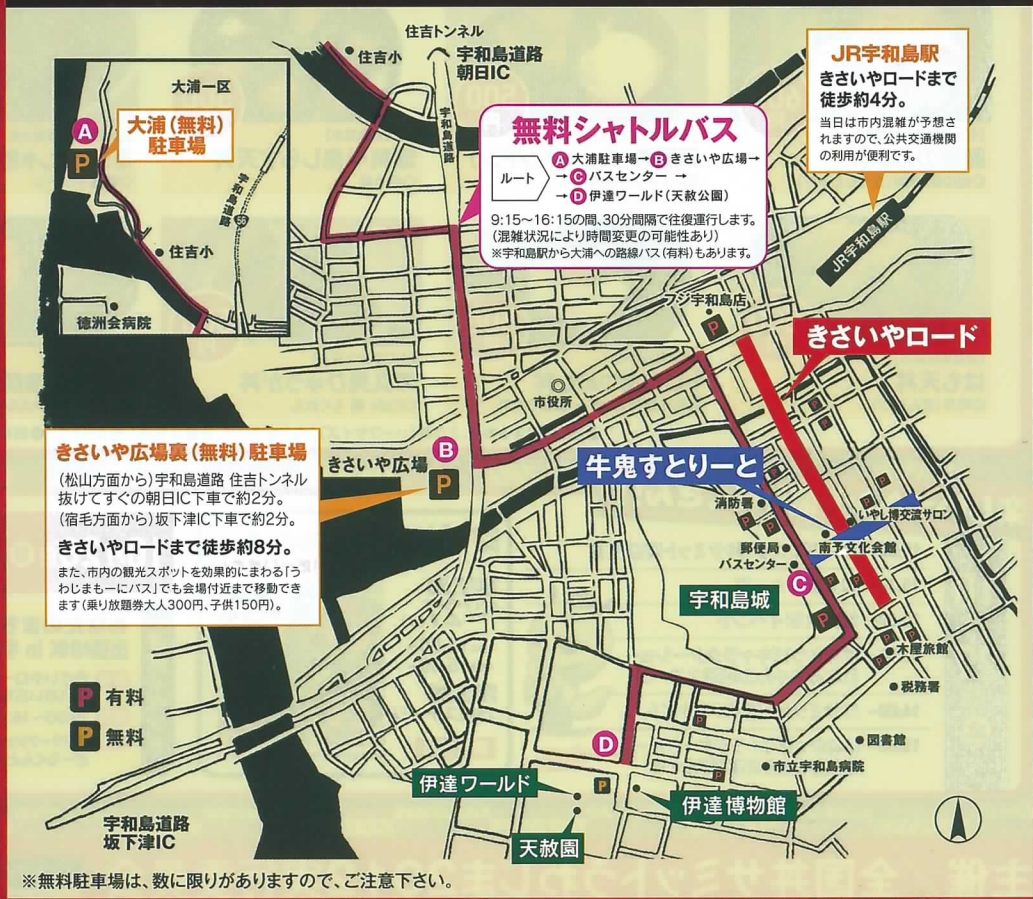 住吉トンネル
住吉小
宇和島道路
朝日IC
宇和島道路
大浦一区
A
大浦(無料)
駐車場
P
宇和島道路
56
住吉小
徳洲会病院
無料シャトルバス
ルート
A 大浦駐車場→B きさいや広場→
→C バスセンター →
→D 伊達ワールド(天赦公園)
9:15～16:15の間、30分間隔で往復運行します。
(混雑状況により時間変更の可能性あり)
※宇和島駅から大浦への路線バス(有料)もあります。
JR宇和島駅
きさいやロードまで
徒歩約4分。
当日は市内混雑が予想さ
れますので、公共交通機関
の利用が便利です。
JR宇和島駅
フジ宇和島店
P
きさいやロード
市役所
きさいや広場裏(無料)駐車場
(松山方面から)宇和島道路 住吉トンネル
抜けてすぐの朝日IC下車で約2分。
(宿毛方面から)坂下津IC下車で約2分。
きさいやロードまで徒歩約8分。
また、市内の観光スポットを効果的にまわる「う
わじまもーにバス」でも会場付近まで移動でき
ます(乗り放題券大人300円、子供150円)。
B
きさいや広場
P
牛鬼すとりーと
消防署
いやし博交流サロン
郵便局
南予文化会館
バスセンター
C
宇和島城
P
木屋旅館
税務署
P 有料
P 無料
図書館
D
市立宇和島病院
伊達ワールド
P
伊達博物館
天赦園
宇和島道路
坂下津IC
※無料駐車場は、数に限りがありますので、ご注意下さい。